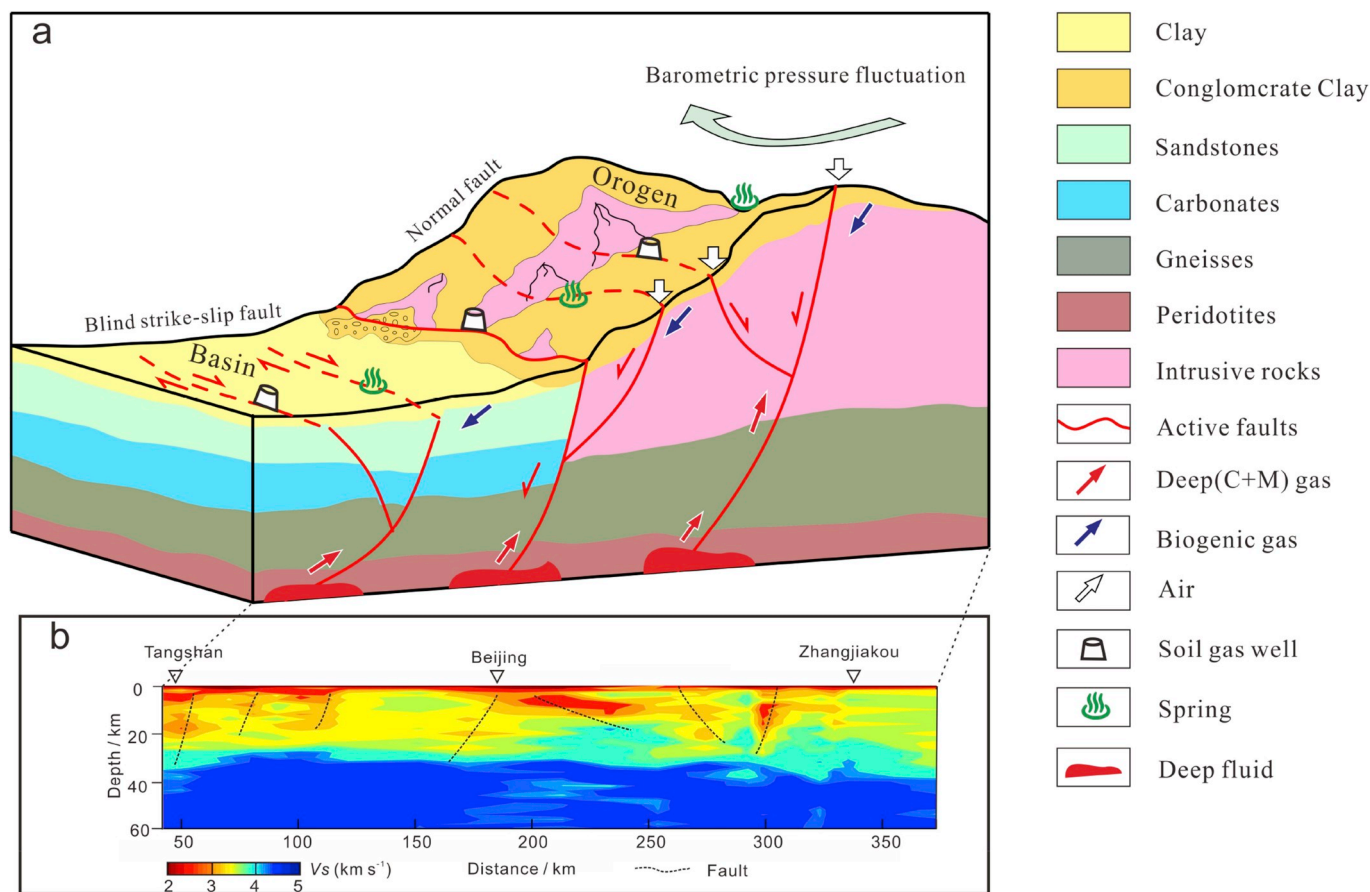 a
Barometric pressure fluctuation
Normal fault
Orogen
Blind strike-slip fault
Basin
Clay
Conglomcrate Clay
Sandstones
Carbonates
Gneisses
Peridotites
Intrusive rocks
Active faults
Deep(C+M) gas
Biogenic gas
Air
Soil gas well
Spring
Deep fluid
b
Tangshan
Beijing
Zhangjiakou
Depth / km
0
20
40
60
50
100
150
200
250
300
350
Vs (km s⁻¹)
2
3
4
5
Distance / km
Fault